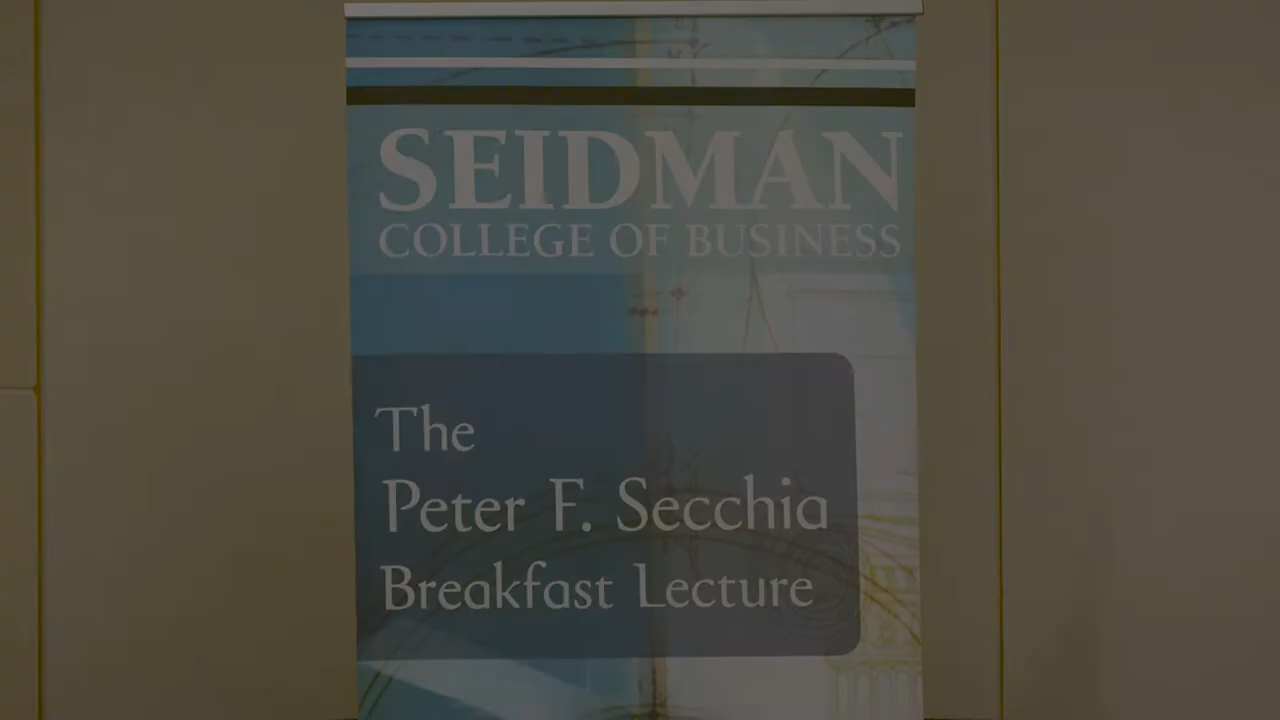 SEIDMAN
COLLEGE OF BUSINESS
The
Peter F. Secchia
Breakfast Lecture